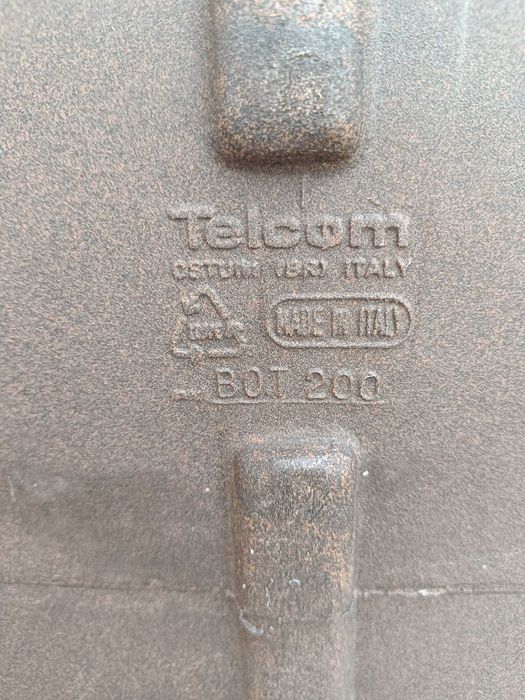 Telcom
OSTUNI (BR) ITALY
MADE IN ITALY
BOT 200